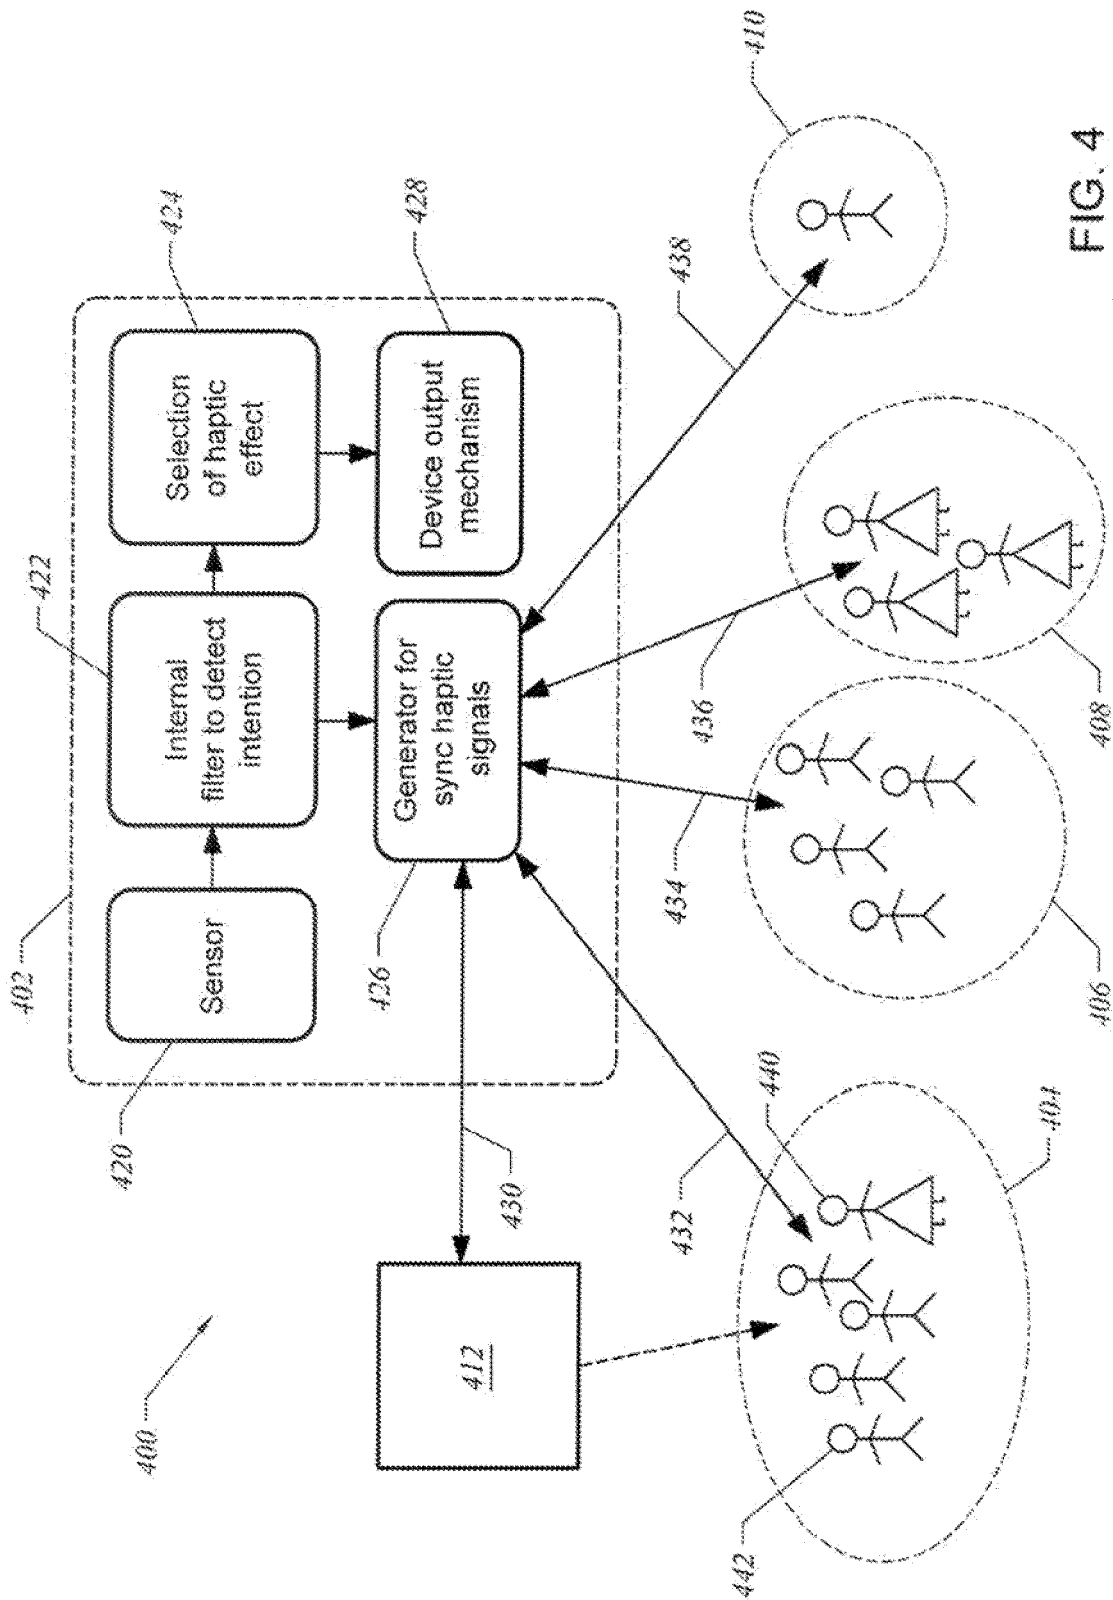 400
402
422
424
Sensor
Internal
filter to detect
intention
Selection
of haptic
effect
420
426
Generator for
sync haptic
signals
Device output
mechanism
428
412
430
432
434
436
438
410
440
442
404
406
408
FIG. 4